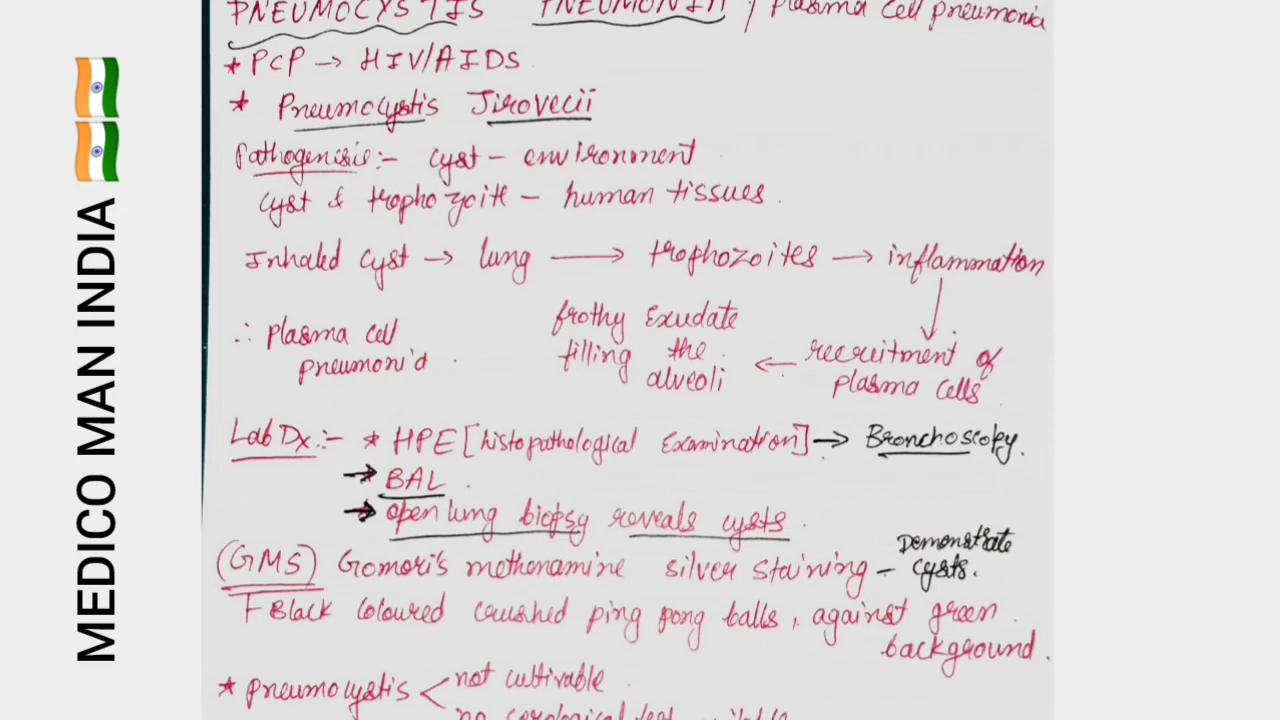 MEDICO MAN INDIA
PNEUMOCYSTIS PNEUMONIA / plasma cell pneumonia
* PCP → HIV/AIDS
* Pneumocystis Jirovecii
Pathogenesis :- cyst - environment
cyst & trophozoite - human tissues.
Inhaled cyst → lung → trophozoites → inflammation
recruitment of plasma cells
← frothy Exudate filling the alveoli
∴ plasma cell pneumonia
Lab Dx :- * HPE [histopathological Examination] → Bronchoscopy.
→ BAL.
→ open lung biopsy reveals cysts.
(GMS) Gomori's methenamine silver staining - Demonstrate cysts.
Black coloured crushed ping pong balls, against green background.
* pneumocystis < not cultivable
no serological test